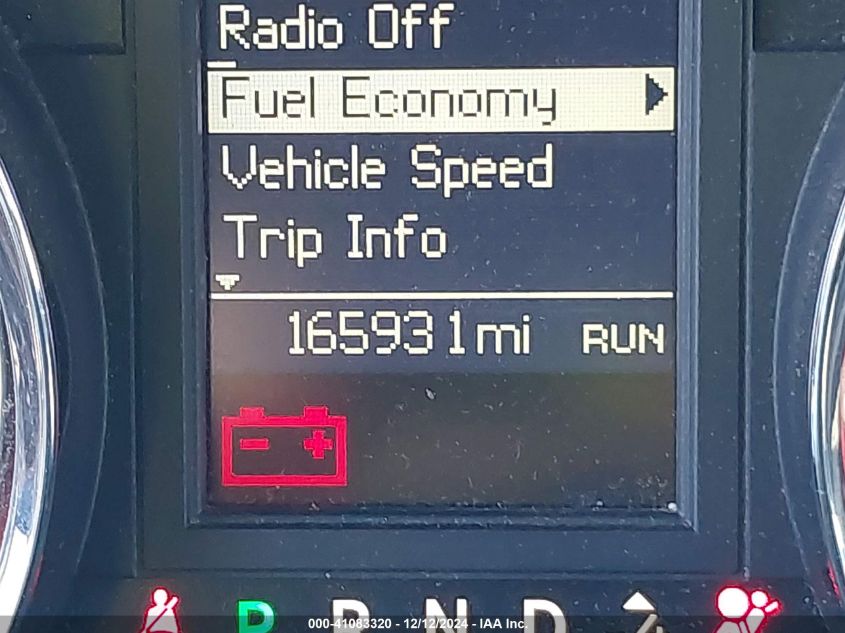 Radio Off
Fuel Economy
Vehicle Speed
Trip Info
165931mi RUN
P R N D
000-41083320 - 12/12/2024 - IAA Inc.